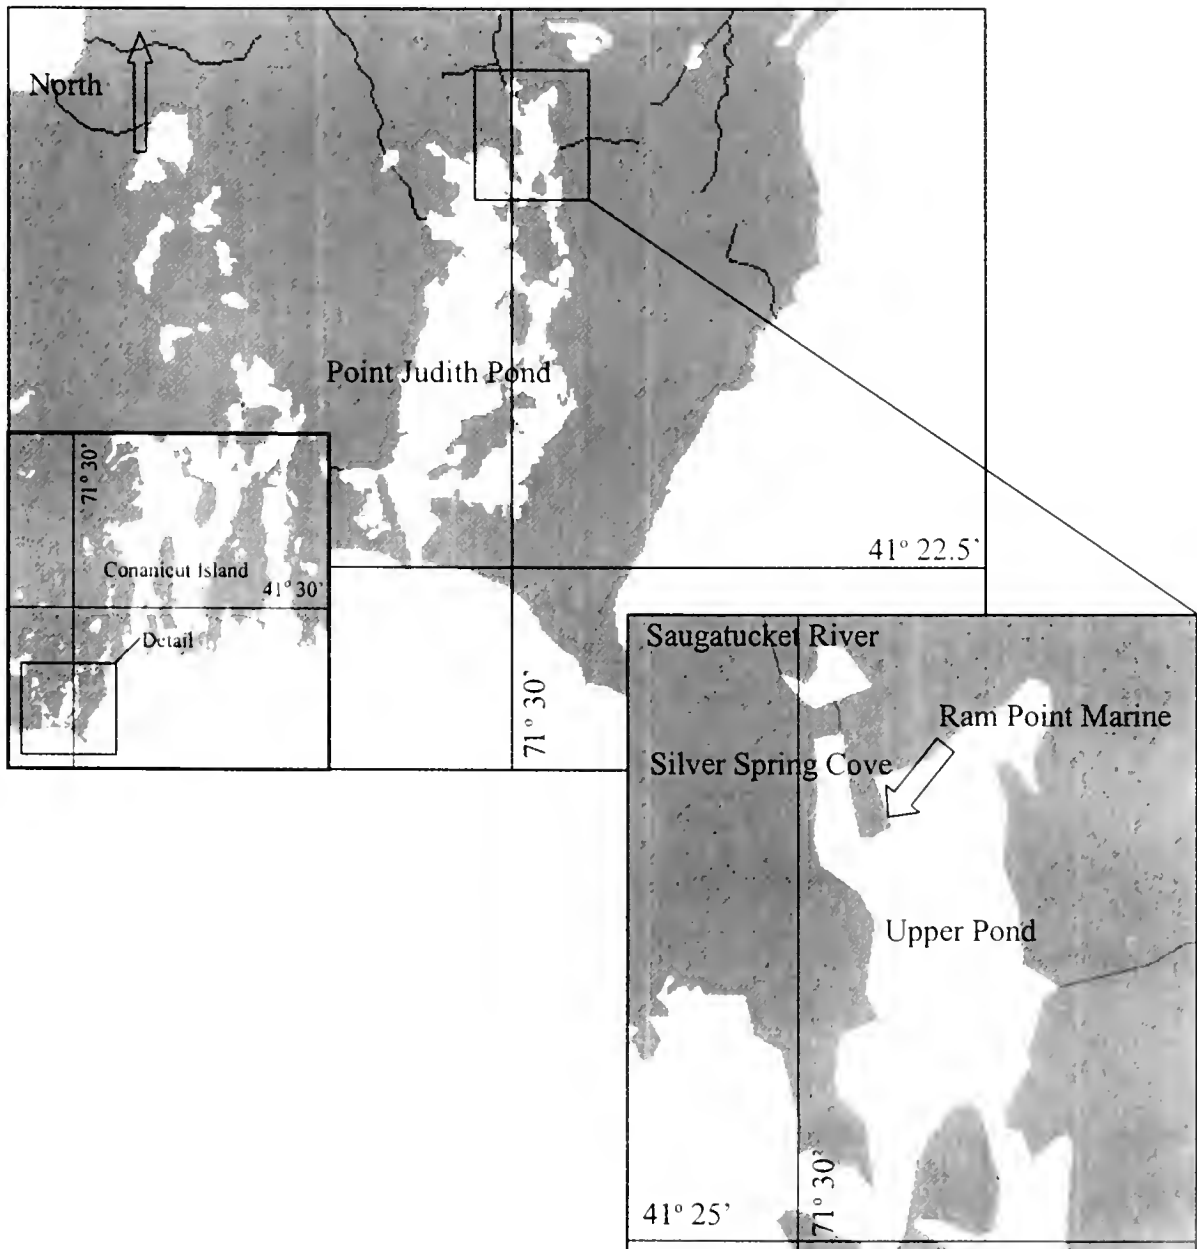 North
Point Judith Pond
71° 30'
Conanicut Island
41° 30'
Detail
41° 22.5'
71° 30'
Saugatucket River
Ram Point Marine
Silver Spring Cove
Upper Pond
71° 30'
41° 25'